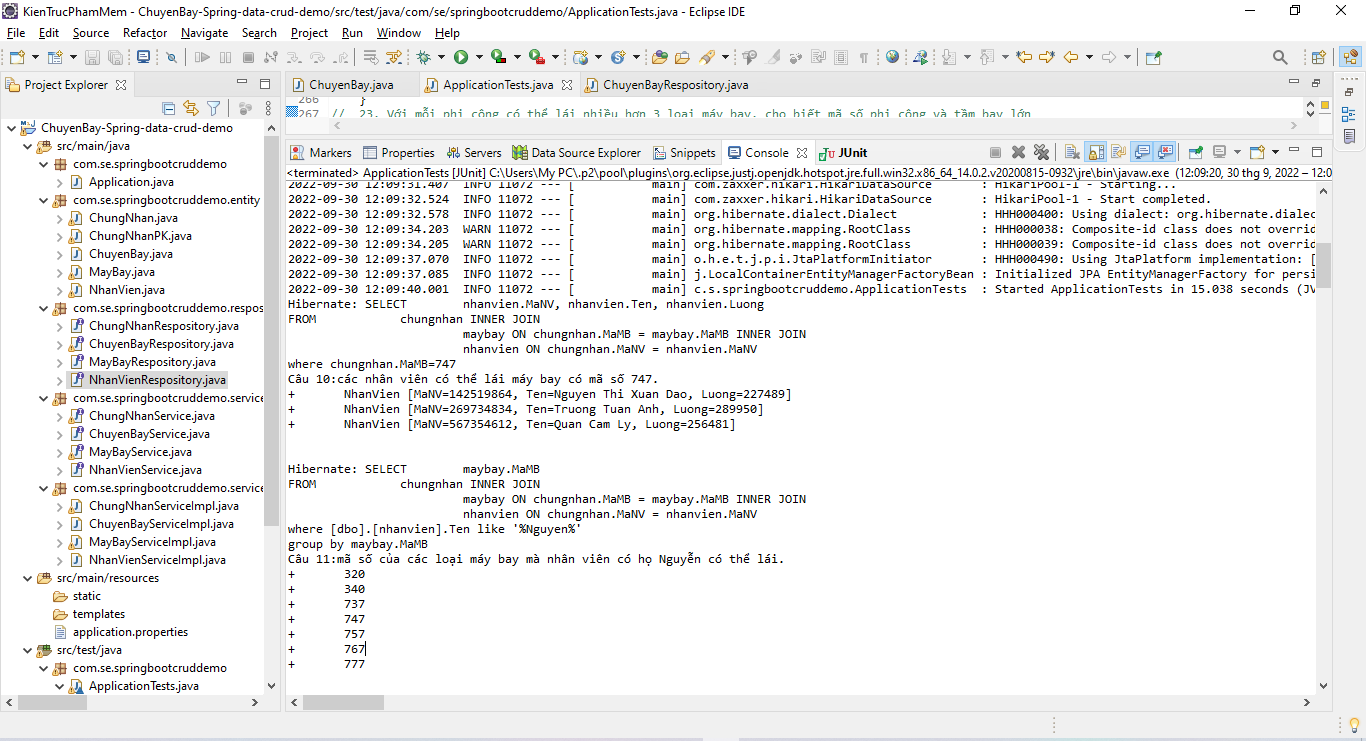 KienTrucPhamMem - ChuyenBay-Spring-data-crud-demo/src/test/java/com/se/springbootcruddemo/ApplicationTests.java - Eclipse IDE
File Edit Source Refactor Navigate Search Project Run Window Help
Project Explorer
ChuyenBay-Spring-data-crud-demo
src/main/java
com.se.springbootcruddemo
Application.java
com.se.springbootcruddemo.entity
ChungNhan.java
ChungNhanPK.java
ChuyenBay.java
MayBay.java
NhanVien.java
com.se.springbootcruddemo.respos
ChungNhanRespository.java
ChuyenBayRespository.java
MayBayRespository.java
NhanVienRespository.java
com.se.springbootcruddemo.service
ChungNhanService.java
ChuyenBayService.java
MayBayService.java
NhanVienService.java
com.se.springbootcruddemo.service
ChungNhanServiceImpl.java
ChuyenBayServiceImpl.java
MayBayServiceImpl.java
NhanVienServiceImpl.java
src/main/resources
static
templates
application.properties
src/test/java
com.se.springbootcruddemo
ApplicationTests.java
ChuyenBay.java ApplicationTests.java ChuyenBayRespository.java
266 }
267 // 23. Với mỗi phi công có thể lái nhiều hơn 3 loại máy bay, cho biết mã số phi công và tầm bay lớn
Markers Properties Servers Data Source Explorer Snippets Console JUnit
<terminated> ApplicationTests [JUnit] C:\Users\My PC\.p2\pool\plugins\org.eclipse.justj.openjdk.hotspot.jre.full.win32.x86_64_14.0.2.v20200815-0932\jre\bin\javaw.exe (12:09:20, 30 thg 9, 2022 – 12:0
2022-09-30 12:09:31.407 INFO 11072 --- [ main] com.zaxxer.hikari.HikariDataSource : HikariPool-1 - Starting...
2022-09-30 12:09:32.524 INFO 11072 --- [ main] com.zaxxer.hikari.HikariDataSource : HikariPool-1 - Start completed.
2022-09-30 12:09:32.578 INFO 11072 --- [ main] org.hibernate.dialect.Dialect : HHH000400: Using dialect: org.hibernate.dialec
2022-09-30 12:09:34.203 WARN 11072 --- [ main] org.hibernate.mapping.RootClass : HHH000038: Composite-id class does not overrid
2022-09-30 12:09:34.205 WARN 11072 --- [ main] org.hibernate.mapping.RootClass : HHH000039: Composite-id class does not overrid
2022-09-30 12:09:37.070 INFO 11072 --- [ main] o.h.e.t.j.p.i.JtaPlatformInitiator : HHH000490: Using JtaPlatform implementation: [
2022-09-30 12:09:37.085 INFO 11072 --- [ main] j.LocalContainerEntityManagerFactoryBean : Initialized JPA EntityManagerFactory for persi
2022-09-30 12:09:40.001 INFO 11072 --- [ main] c.s.springbootcruddemo.ApplicationTests : Started ApplicationTests in 15.038 seconds (JV
Hibernate: SELECT nhanvien.MaNV, nhanvien.Ten, nhanvien.Luong
FROM chungnhan INNER JOIN
maybay ON chungnhan.MaMB = maybay.MaMB INNER JOIN
nhanvien ON chungnhan.MaNV = nhanvien.MaNV
where chungnhan.MaMB=747
Câu 10:các nhân viên có thể lái máy bay có mã số 747.
+ NhanVien [MaNV=142519864, Ten=Nguyen Thi Xuan Dao, Luong=227489]
+ NhanVien [MaNV=269734834, Ten=Truong Tuan Anh, Luong=289950]
+ NhanVien [MaNV=567354612, Ten=Quan Cam Ly, Luong=256481]
Hibernate: SELECT maybay.MaMB
FROM chungnhan INNER JOIN
maybay ON chungnhan.MaMB = maybay.MaMB INNER JOIN
nhanvien ON chungnhan.MaNV = nhanvien.MaNV
where [dbo].[nhanvien].Ten like '%Nguyen%'
group by maybay.MaMB
Câu 11:mã số của các loại máy bay mà nhân viên có họ Nguyễn có thể lái.
+ 320
+ 340
+ 737
+ 747
+ 757
+ 767
+ 777